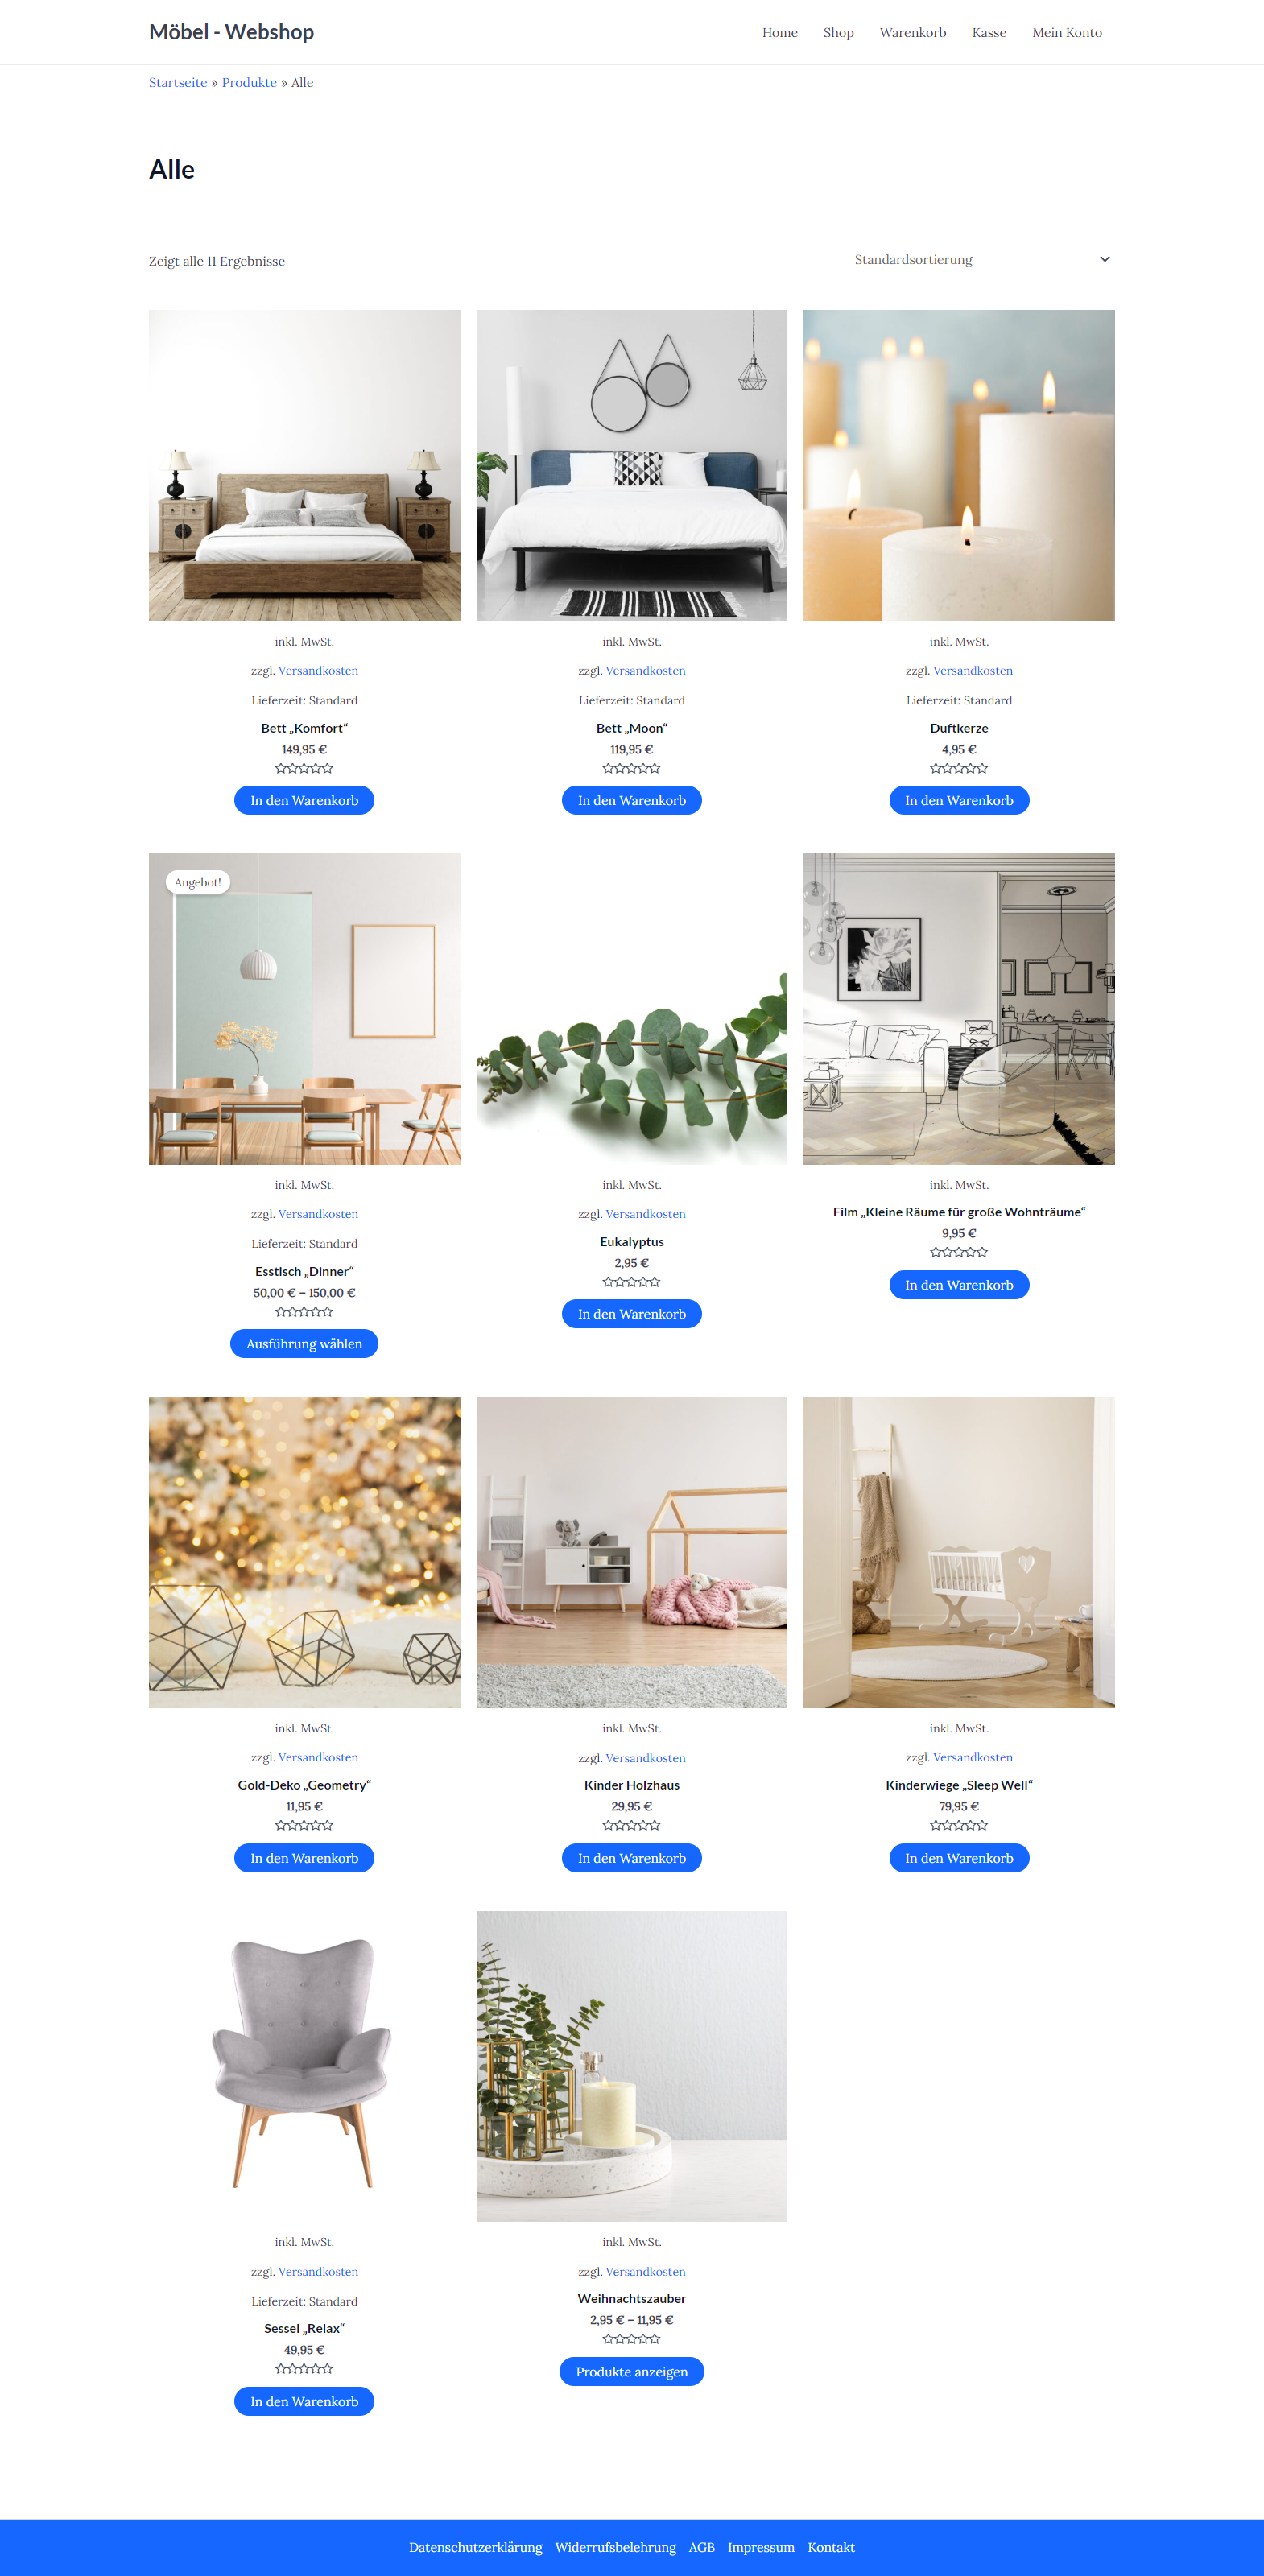 Möbel - Webshop
Home Shop Warenkorb Kasse Mein Konto
Startseite » Produkte » Alle
Alle
Zeigt alle 11 Ergebnisse
Standardsortierung
inkl. MwSt.
zzgl. Versandkosten
Lieferzeit: Standard
Bett „Komfort“
149,95 €
In den Warenkorb
inkl. MwSt.
zzgl. Versandkosten
Lieferzeit: Standard
Bett „Moon“
119,95 €
In den Warenkorb
inkl. MwSt.
zzgl. Versandkosten
Lieferzeit: Standard
Duftkerze
4,95 €
In den Warenkorb
Angebot!
inkl. MwSt.
zzgl. Versandkosten
Lieferzeit: Standard
Esstisch „Dinner“
50,00 € – 150,00 €
Ausführung wählen
inkl. MwSt.
zzgl. Versandkosten
Eukalyptus
2,95 €
In den Warenkorb
inkl. MwSt.
Film „Kleine Räume für große Wohnträume“
9,95 €
In den Warenkorb
inkl. MwSt.
zzgl. Versandkosten
Gold-Deko „Geometry“
11,95 €
In den Warenkorb
inkl. MwSt.
zzgl. Versandkosten
Kinder Holzhaus
29,95 €
In den Warenkorb
inkl. MwSt.
zzgl. Versandkosten
Kinderwiege „Sleep Well“
79,95 €
In den Warenkorb
inkl. MwSt.
zzgl. Versandkosten
Lieferzeit: Standard
Sessel „Relax“
49,95 €
In den Warenkorb
inkl. MwSt.
zzgl. Versandkosten
Weihnachtszauber
2,95 € – 11,95 €
Produkte anzeigen
Datenschutzerklärung Widerrufsbelehrung AGB Impressum Kontakt